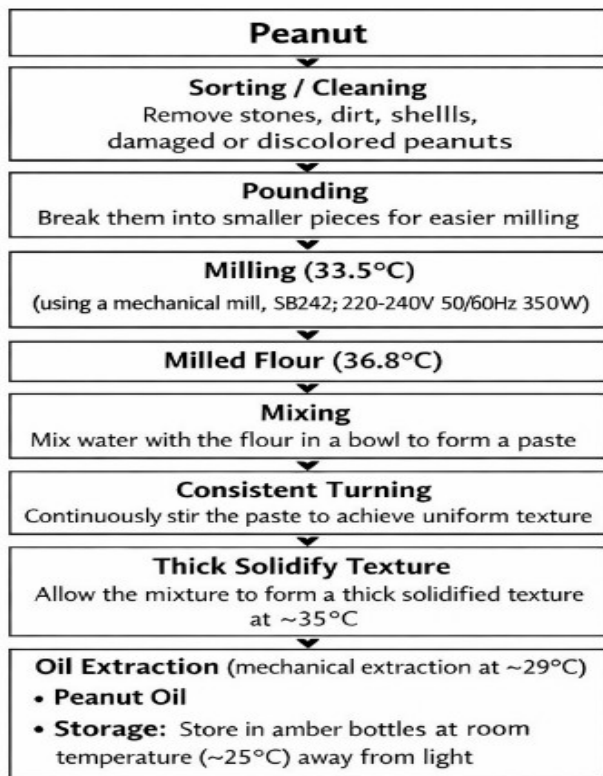 Peanut
Sorting / Cleaning
Remove stones, dirt, shellls,
damaged or discolored peanuts
Pounding
Break them into smaller pieces for easier milling
Milling (33.5°C)
(using a mechanical mill, SB242; 220-240V 50/60Hz 350W)
Milled Flour (36.8°C)
Mixing
Mix water with the flour in a bowl to form a paste
Consistent Turning
Continuously stir the paste to achieve uniform texture
Thick Solidify Texture
Allow the mixture to form a thick solidified texture
at ~35°C
Oil Extraction (mechanical extraction at ~29°C)
• Peanut Oil
• Storage: Store in amber bottles at room
temperature (~25°C) away from light